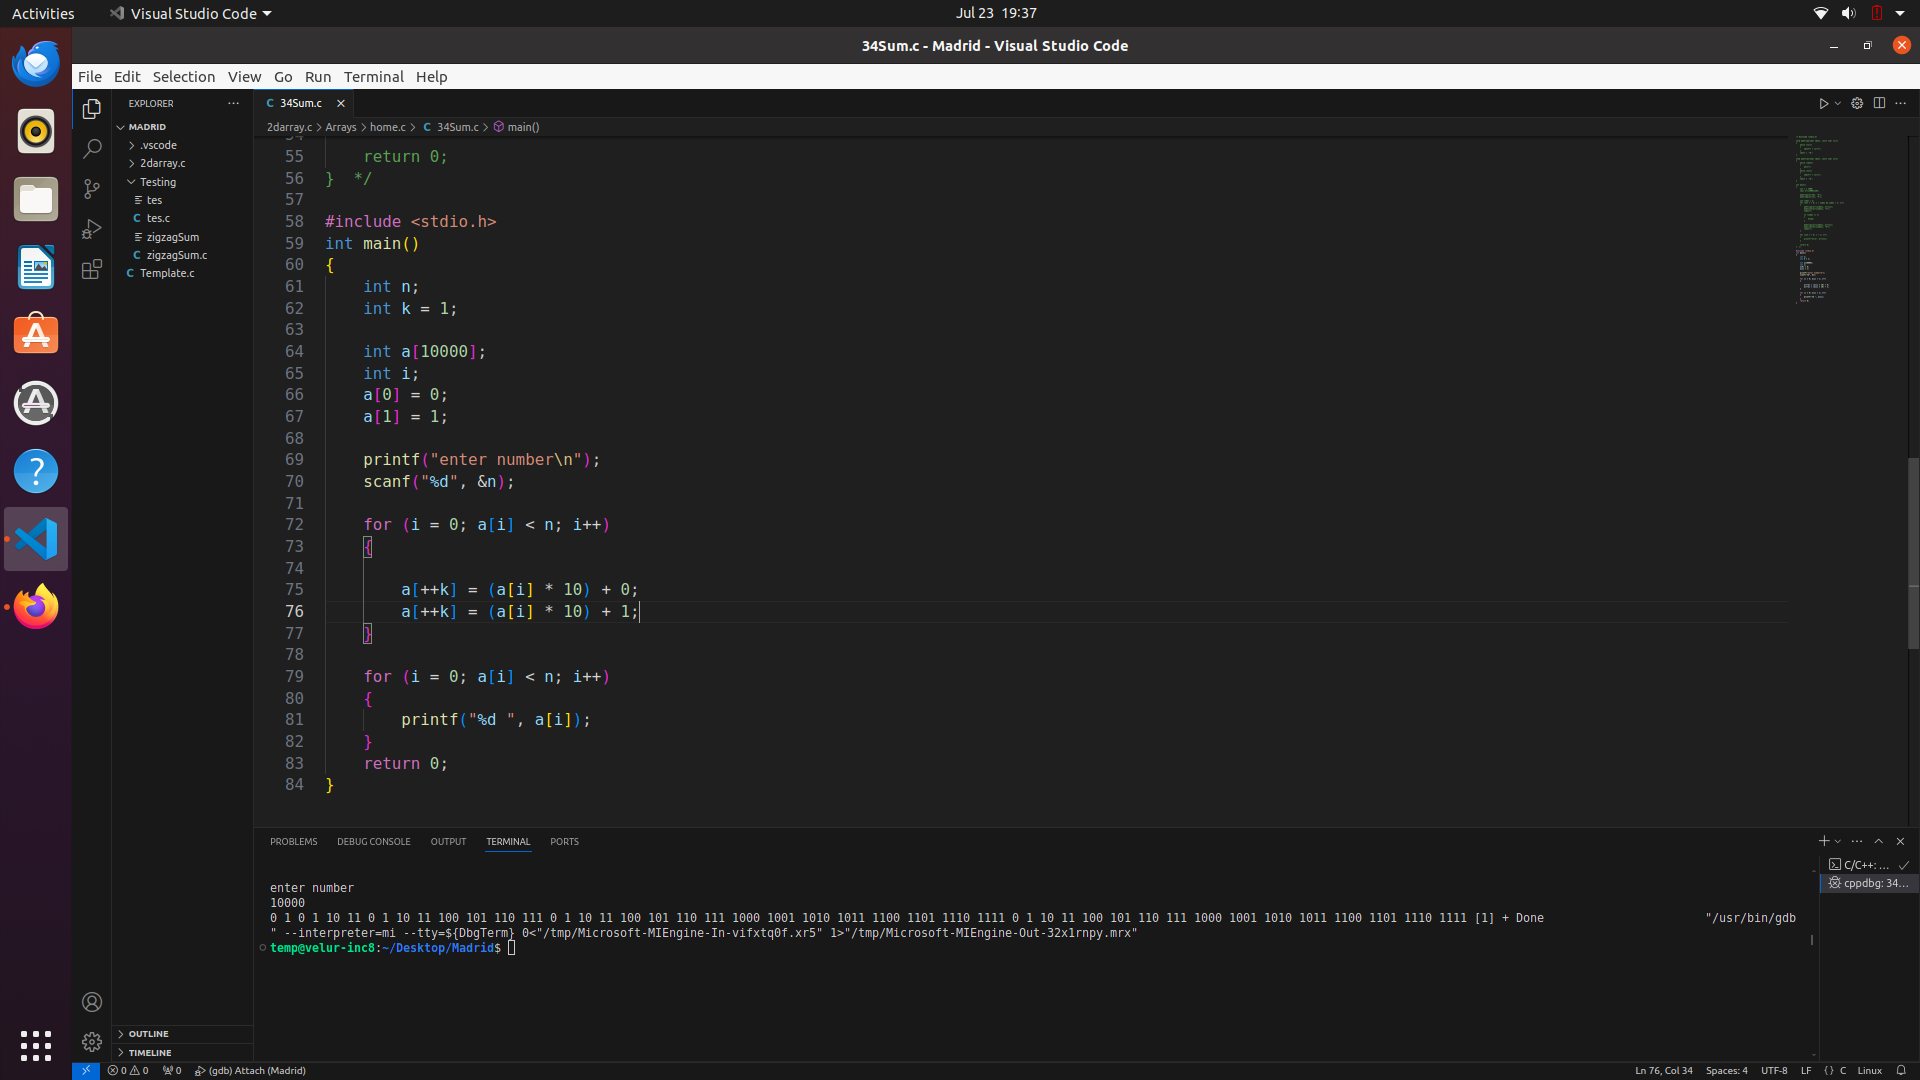 Activities
Visual Studio Code
Jul 23 19:37
34Sum.c - Madrid - Visual Studio Code
File Edit Selection View Go Run Terminal Help
EXPLORER
MADRID
.vscode
2darray.c
Testing
tes
C tes.c
zigzagSum
C zigzagSum.c
C Template.c
OUTLINE
TIMELINE
C 34Sum.c
2darray.c > Arrays > home.c > C 34Sum.c > main()
55 return 0;
56 } */
57
58 #include <stdio.h>
59 int main()
60 {
61 int n;
62 int k = 1;
63
64 int a[10000];
65 int i;
66 a[0] = 0;
67 a[1] = 1;
68
69 printf("enter number\n");
70 scanf("%d", &n);
71
72 for (i = 0; a[i] < n; i++)
73 {
74
75 a[++k] = (a[i] * 10) + 0;
76 a[++k] = (a[i] * 10) + 1;
77 }
78
79 for (i = 0; a[i] < n; i++)
80 {
81 printf("%d ", a[i]);
82 }
83 return 0;
84 }
PROBLEMS DEBUG CONSOLE OUTPUT TERMINAL PORTS
C/C++: ...
cppdbg: 34...
enter number
10000
0 1 0 1 10 11 0 1 10 11 100 101 110 111 0 1 10 11 100 101 110 111 1000 1001 1010 1011 1100 1101 1110 1111 0 1 10 11 100 101 110 111 1000 1001 1010 1011 1100 1101 1110 1111 [1] + Done "/usr/bin/gdb
" --interpreter=mi --tty=${DbgTerm} 0<"/tmp/Microsoft-MIEngine-In-vifxtq0f.xr5" 1>"/tmp/Microsoft-MIEngine-Out-32x1rnpy.mrx"
temp@velur-inc8:~/Desktop/Madrid$
0 0 0 (gdb) Attach (Madrid)
Ln 76, Col 34 Spaces: 4 UTF-8 LF {} C Linux